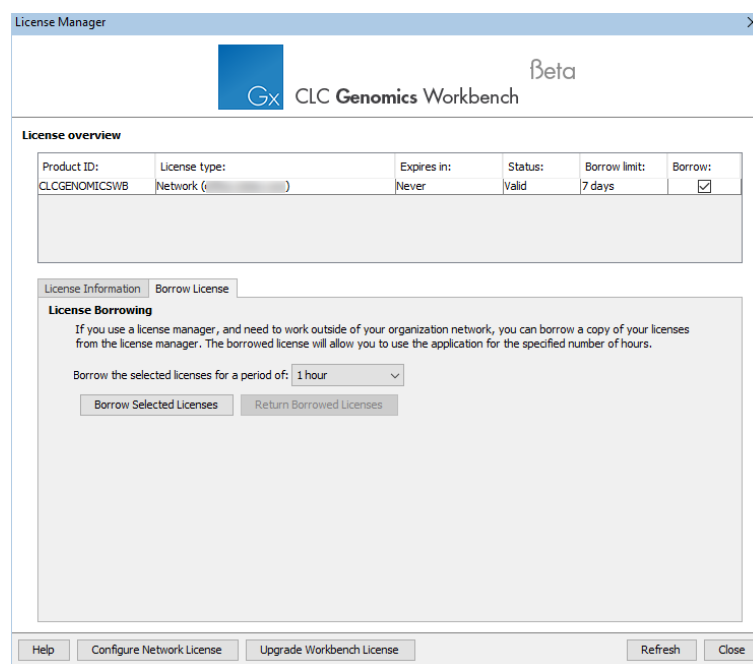 License Manager
ßeta
Gx CLC Genomics Workbench
License overview
Product ID: License type: Expires in: Status: Borrow limit: Borrow:
CLCGENOMICSWB Network ( ) Never Valid 7 days
License Information Borrow License
License Borrowing
If you use a license manager, and need to work outside of your organization network, you can borrow a copy of your licenses
from the license manager. The borrowed license will allow you to use the application for the specified number of hours.
Borrow the selected licenses for a period of: 1 hour
Borrow Selected Licenses Return Borrowed Licenses
Help Configure Network License Upgrade Workbench License Refresh Close